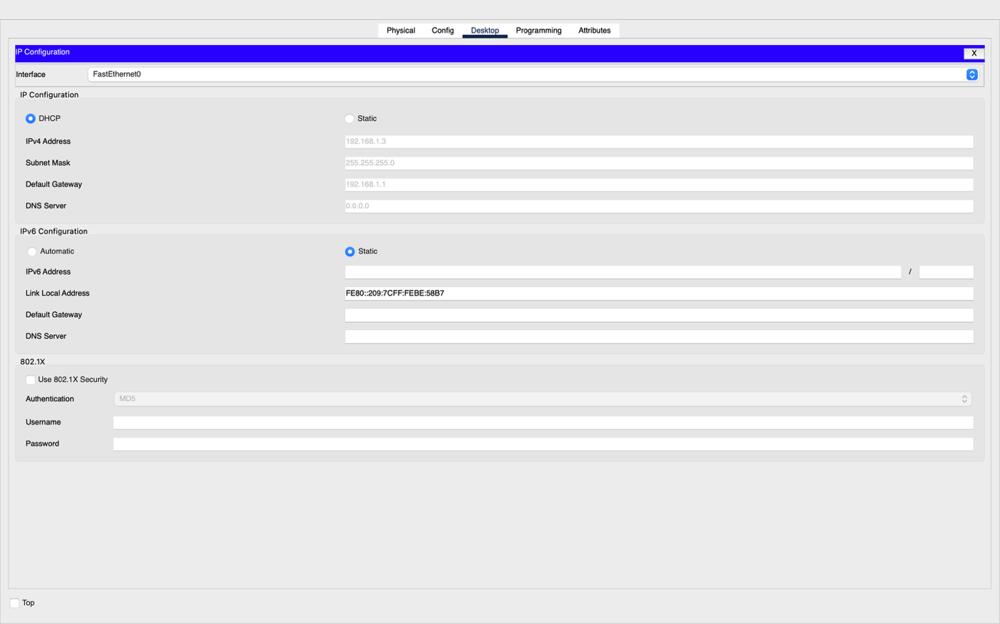 Physical Config Desktop Programming Attributes
IP Configuration X
Interface FastEthernet0
IP Configuration
DHCP Static
IPv4 Address 192.168.1.3
Subnet Mask 255.255.255.0
Default Gateway 192.168.1.1
DNS Server 0.0.0.0
IPv6 Configuration
Automatic Static
IPv6 Address /
Link Local Address FE80::209:7CFF:FEBE:58B7
Default Gateway
DNS Server
802.1X
Use 802.1X Security
Authentication MD5
Username
Password
Top